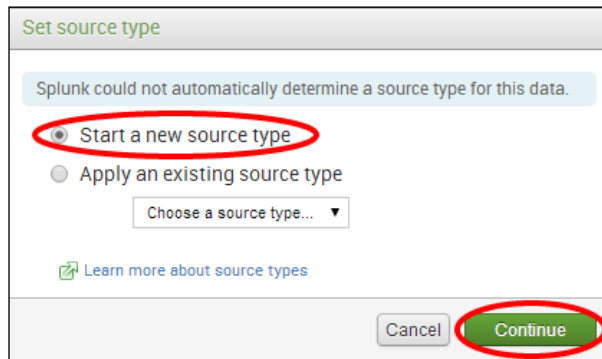 Set source type
Splunk could not automatically determine a source type for this data.
Start a new source type
Apply an existing source type
Choose a source type...
Learn more about source types
Cancel
Continue